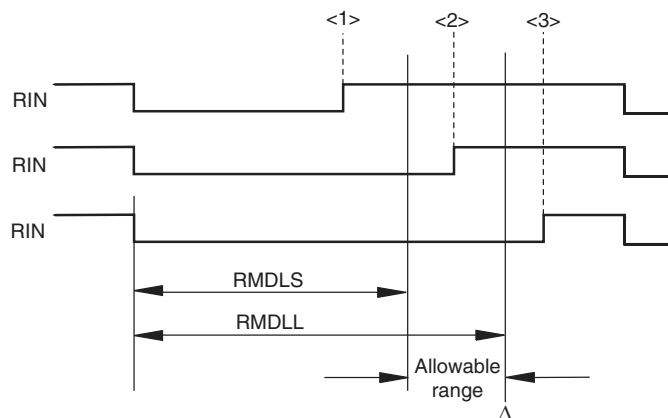 <1> <2> <3>
RIN
RIN
RIN
RMDLS
RMDLL
Allowable
range
Δ